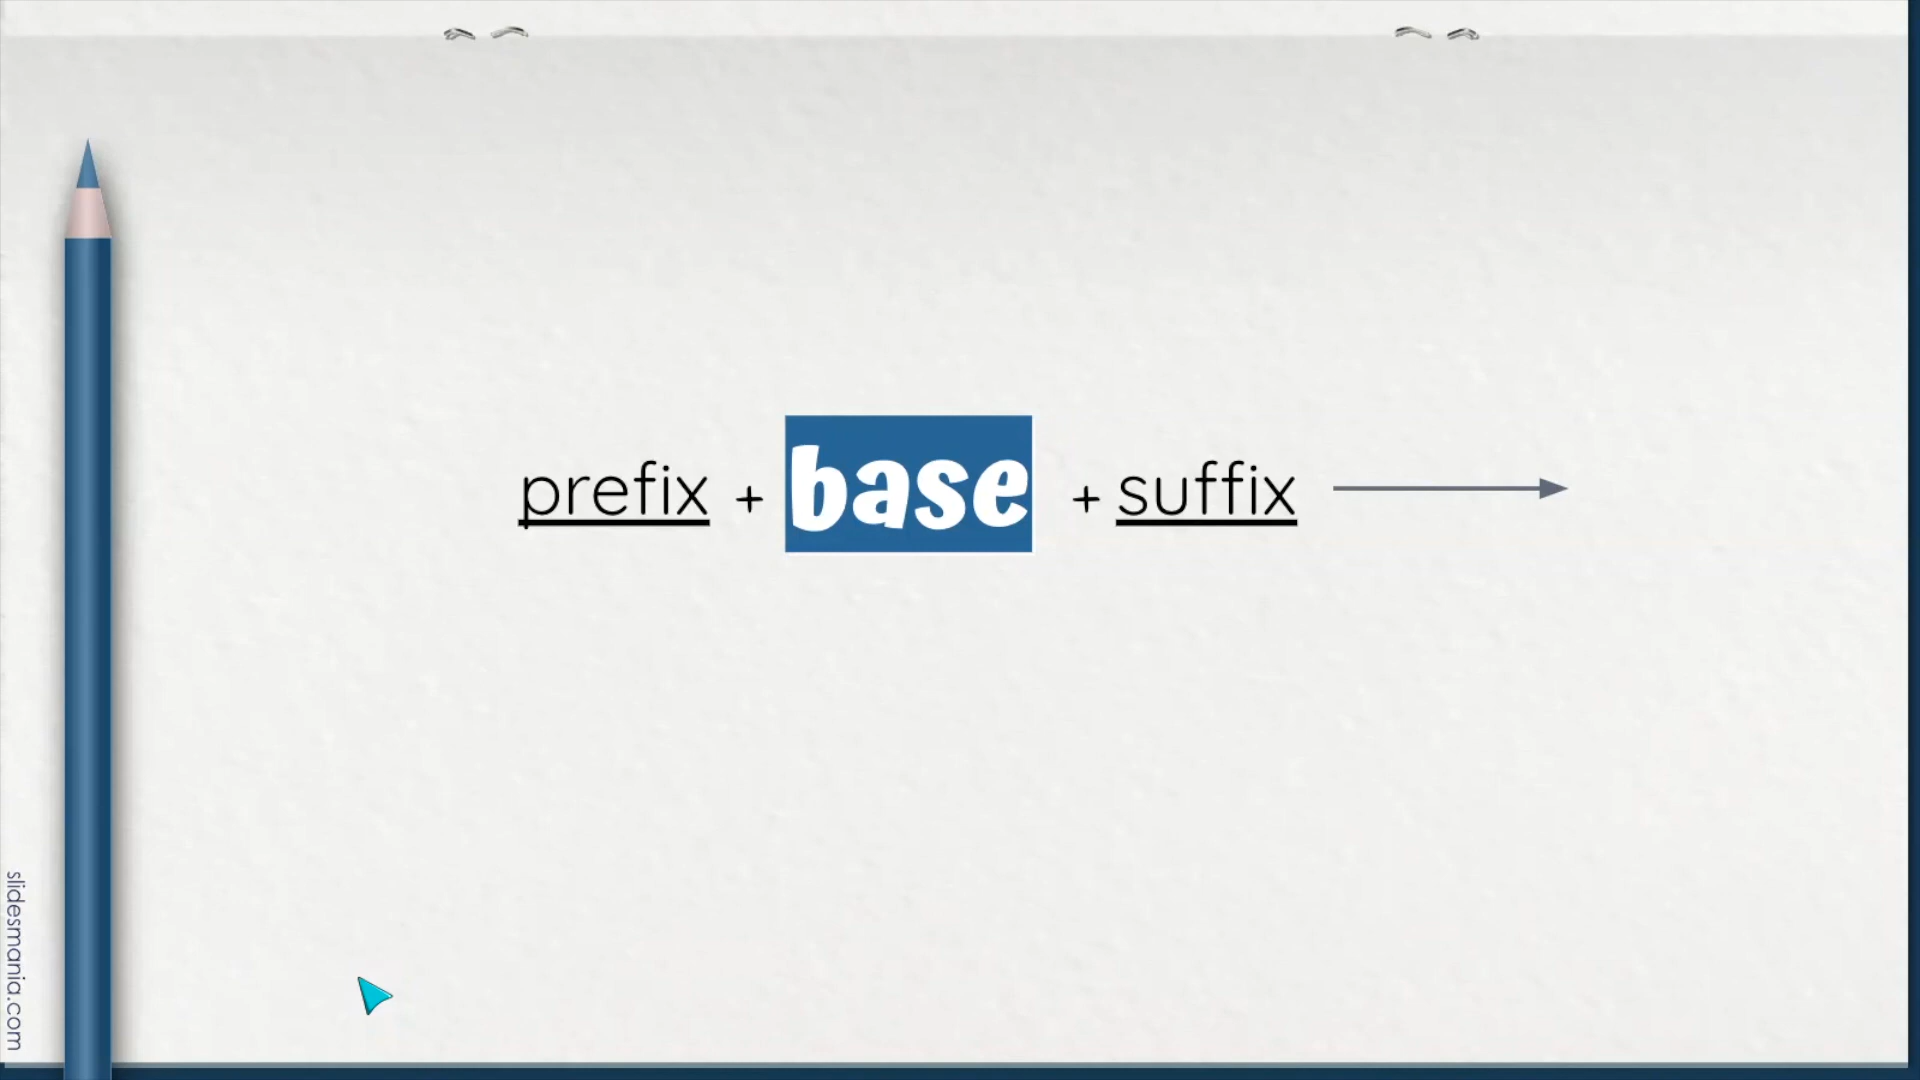 prefix + base + suffix
slidesmania.com